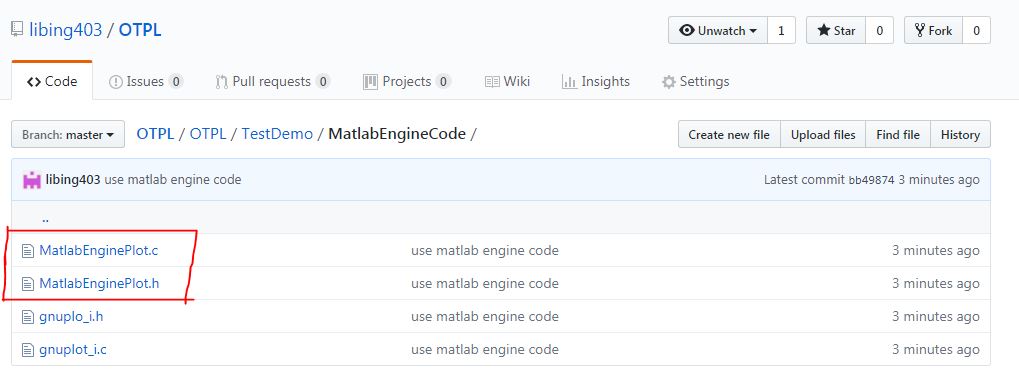 libing403 / OTPL
Unwatch 1 Star 0 Fork 0
Code Issues 0 Pull requests 0 Projects 0 Wiki Insights Settings
Branch: master OTPL / OTPL / TestDemo / MatlabEngineCode / Create new file Upload files Find file History
libing403 use matlab engine code Latest commit bb49874 3 minutes ago
..
MatlabEnginePlot.c use matlab engine code 3 minutes ago
MatlabEnginePlot.h use matlab engine code 3 minutes ago
gnuplo_i.h use matlab engine code 3 minutes ago
gnuplot_i.c use matlab engine code 3 minutes ago